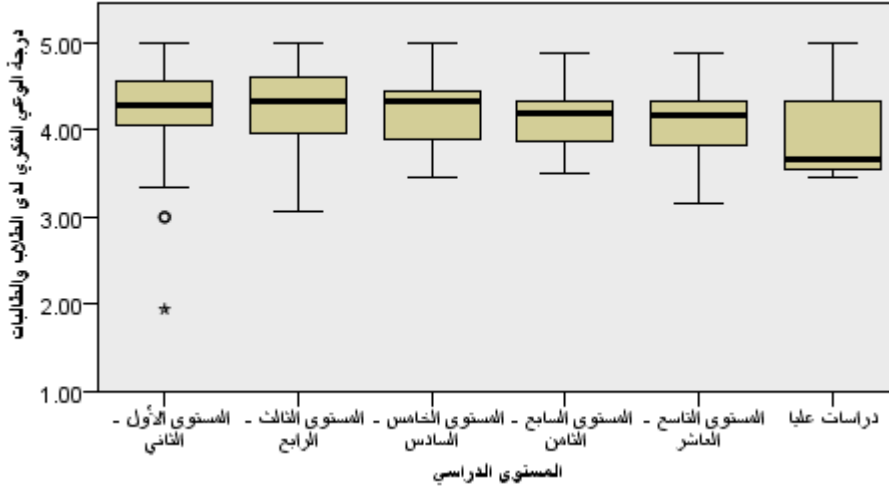 درجة الوعي الفكري لدى الطلاب والطالبات
5.00
4.00
3.00
2.00
1.00
المستوى الأول - الثاني
المستوى الثالث - الرابع
المستوى الخامس - السادس
المستوى السابع - الثامن
المستوى التاسع - العاشر
دراسات عليا
المستوى الدراسي